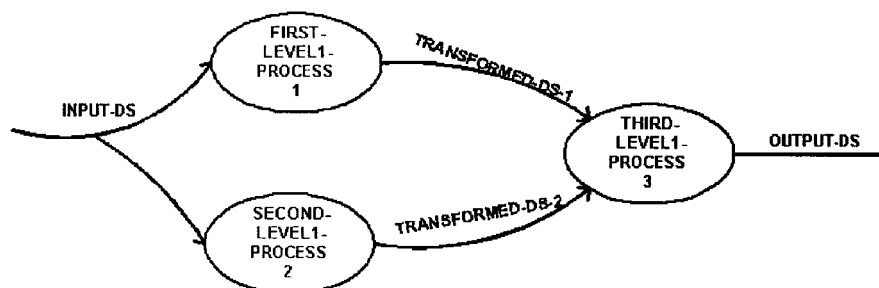 FIRST-
LEVEL1-
PROCESS
1
TRANSFORMED-DS-1
INPUT-DS
THIRD-
LEVEL1-
PROCESS
3
OUTPUT-DS
SECOND-
LEVEL1-
PROCESS
2
TRANSFORMED-DS-2